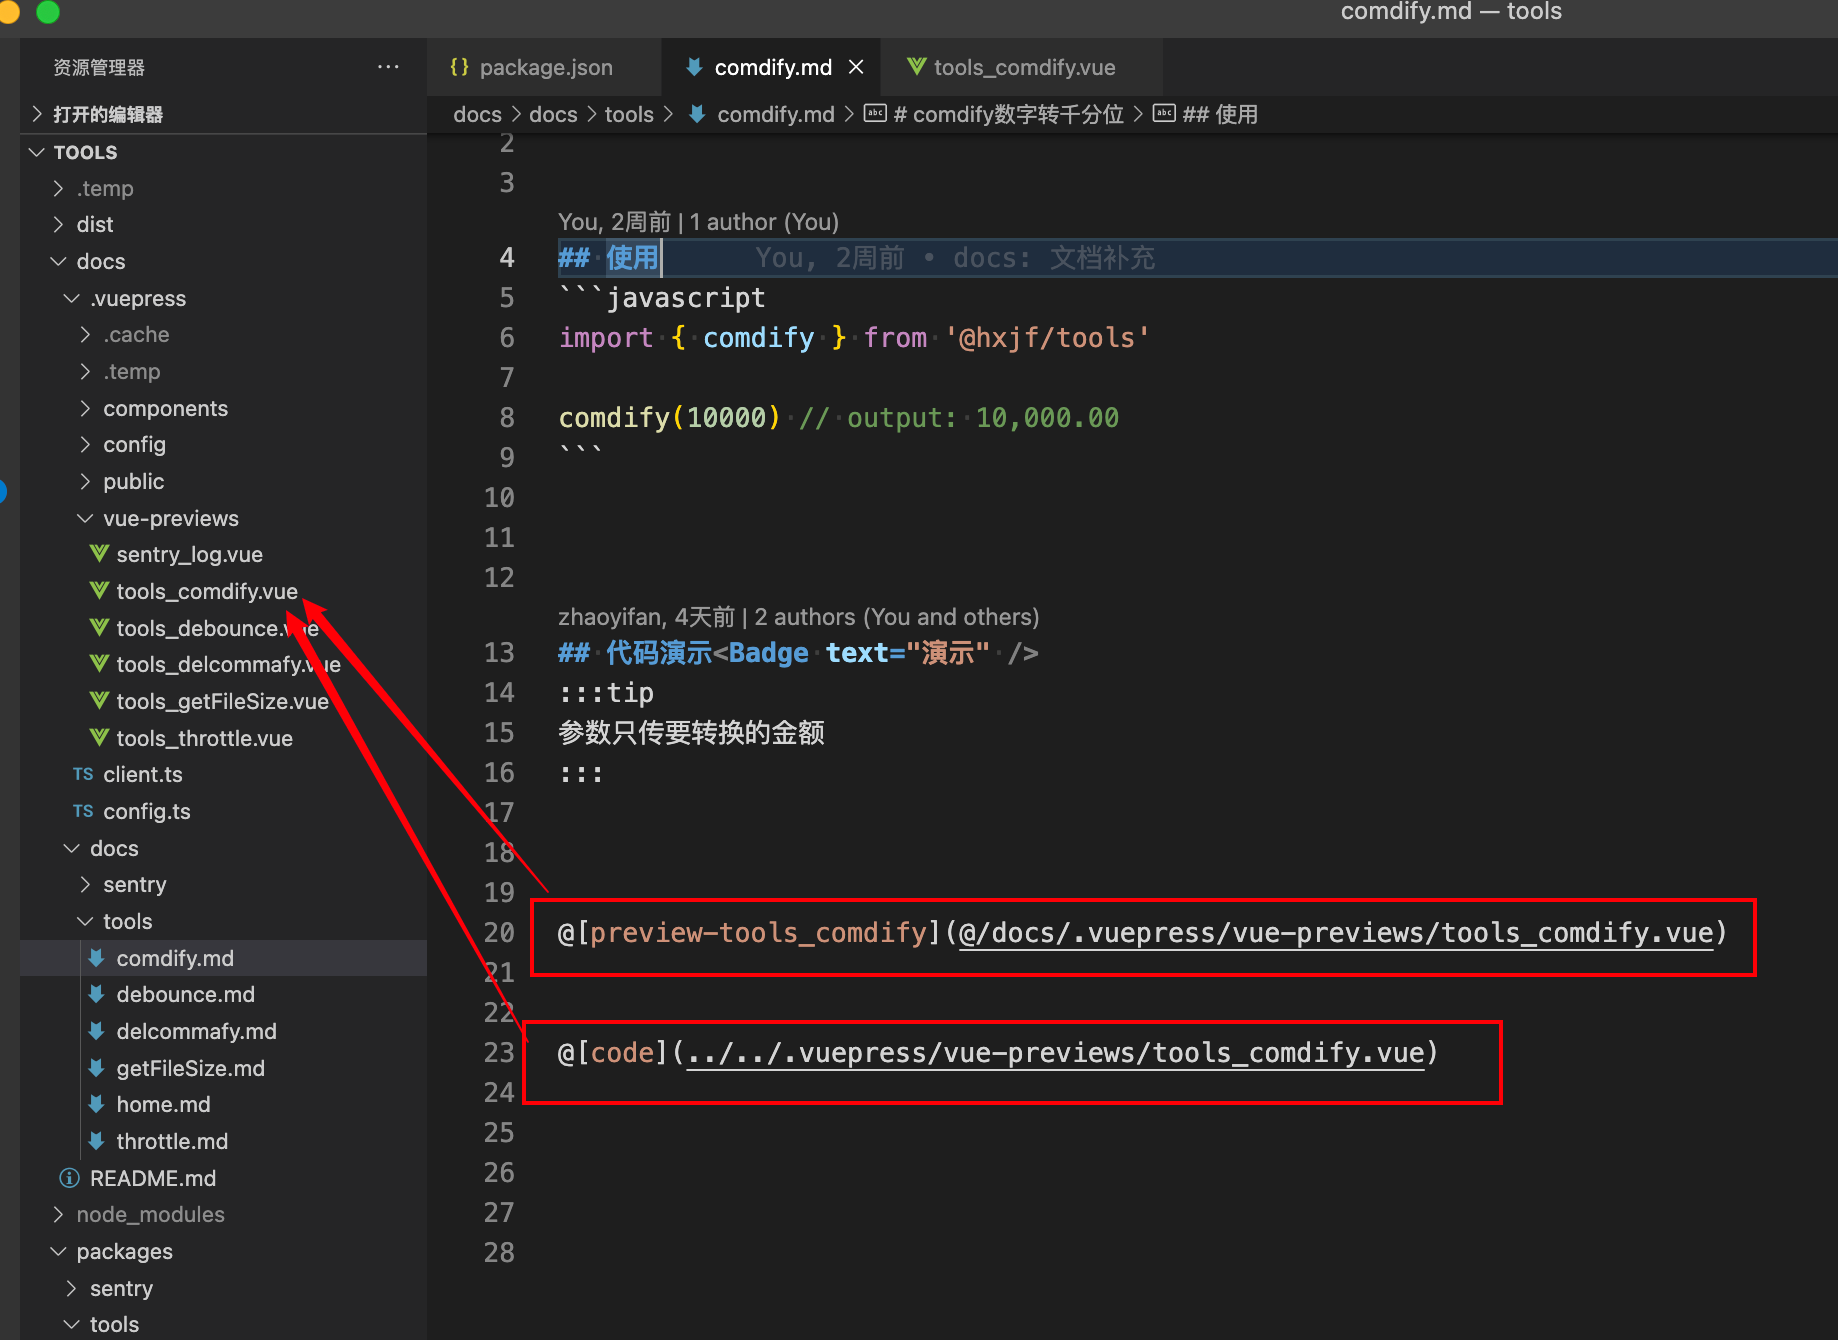 comdify.md — tools
资源管理器
打开的编辑器
TOOLS
.temp
dist
docs
.vuepress
.cache
.temp
components
config
public
vue-previews
sentry_log.vue
tools_comdify.vue
tools_debounce.vue
tools_delcommafy.vue
tools_getFileSize.vue
tools_throttle.vue
TS client.ts
TS config.ts
docs
sentry
tools
comdify.md
debounce.md
delcommafy.md
getFileSize.md
home.md
throttle.md
README.md
node_modules
packages
sentry
tools
{} package.json
comdify.md
tools_comdify.vue
docs > docs > tools > comdify.md > abc # comdify数字转千分位 > abc ## 使用
2
3
You, 2周前 | 1 author (You)
4 ## 使用 You, 2周前 • docs: 文档补充
5 ```javascript
6 import { comdify } from '@hxjf/tools'
7
8 comdify(10000) // output: 10,000.00
9 ```
10
11
12
zhaoyifan, 4天前 | 2 authors (You and others)
13 ## 代码演示<Badge text="演示" />
14 :::tip
15 参数只传要转换的金额
16 :::
17
18
19
20 @[preview-tools_comdify](@/docs/.vuepress/vue-previews/tools_comdify.vue)
21
22
23 @[code](../../.vuepress/vue-previews/tools_comdify.vue)
24
25
26
27
28